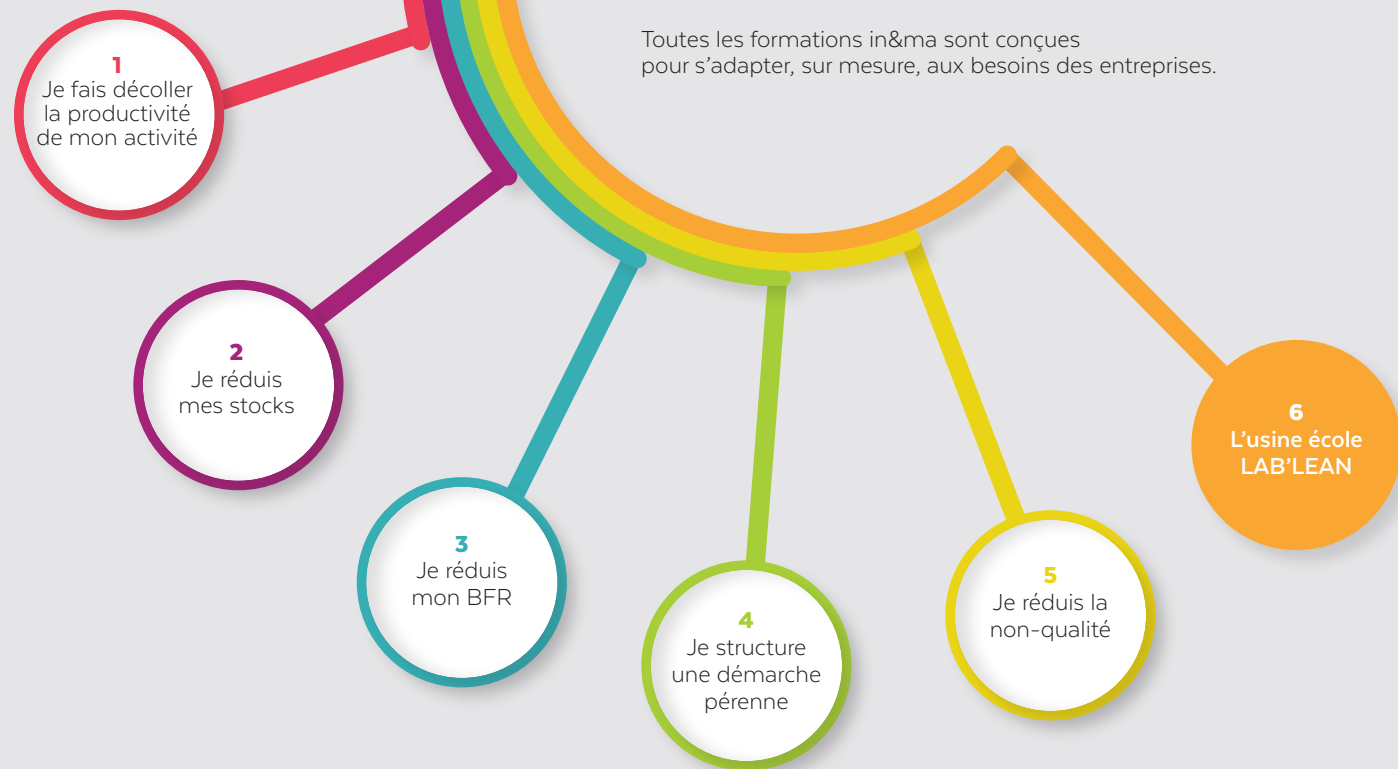 Toutes les formations in&ma sont conçues
pour s'adapter, sur mesure, aux besoins des entreprises.
1
Je fais décoller
la productivité
de mon activité
2
Je réduis
mes stocks
3
Je réduis
mon BFR
4
Je structure
une démarche
pérenne
5
Je réduis la
non-qualité
6
L'usine école
LAB'LEAN